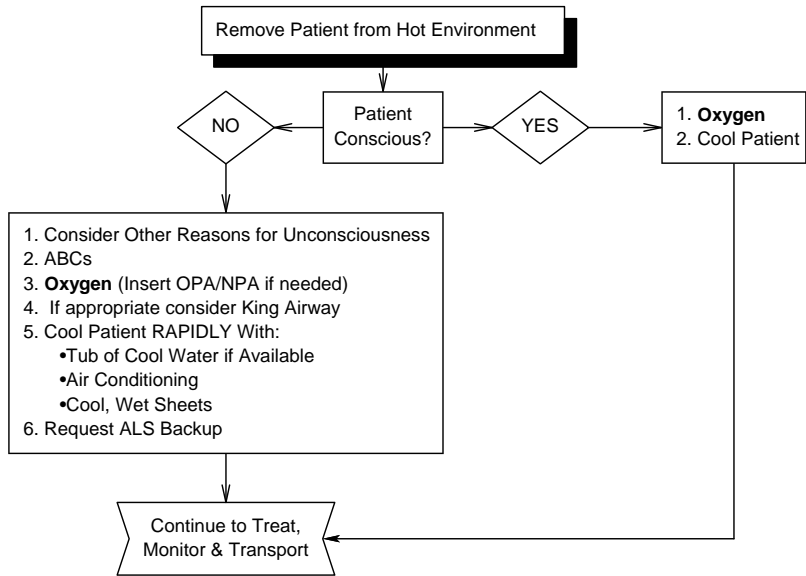 Remove Patient from Hot Environment
Patient
Conscious?
NO
YES
1. Oxygen
2. Cool Patient
1. Consider Other Reasons for Unconsciousness
2. ABCs
3. Oxygen (Insert OPA/NPA if needed)
4. If appropriate consider King Airway
5. Cool Patient RAPIDLY With:
•Tub of Cool Water if Available
•Air Conditioning
•Cool, Wet Sheets
6. Request ALS Backup
Continue to Treat,
Monitor & Transport